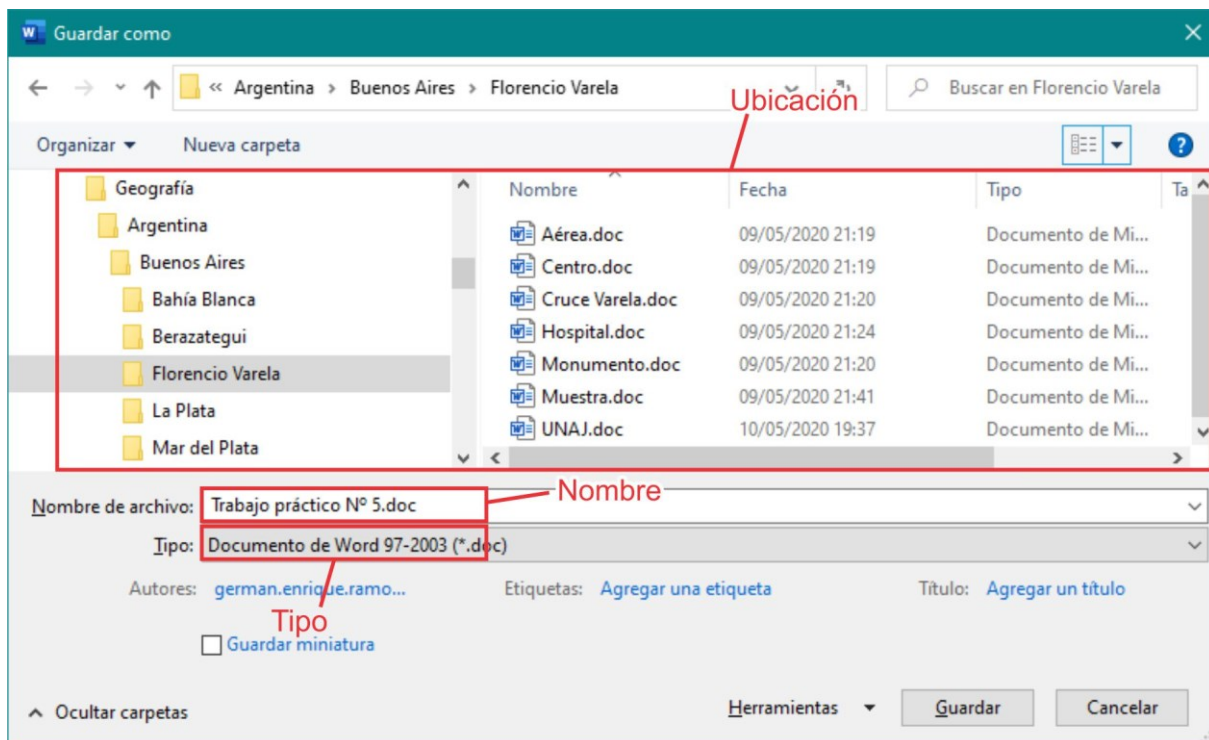 Guardar como
« Argentina › Buenos Aires › Florencio Varela
Buscar en Florencio Varela
Ubicación
Organizar
Nueva carpeta
Geografía
Argentina
Buenos Aires
Bahía Blanca
Berazategui
Florencio Varela
La Plata
Mar del Plata
Nombre Fecha Tipo Ta
Aérea.doc 09/05/2020 21:19 Documento de Mi...
Centro.doc 09/05/2020 21:19 Documento de Mi...
Cruce Varela.doc 09/05/2020 21:20 Documento de Mi...
Hospital.doc 09/05/2020 21:24 Documento de Mi...
Monumento.doc 09/05/2020 21:20 Documento de Mi...
Muestra.doc 09/05/2020 21:41 Documento de Mi...
UNAJ.doc 10/05/2020 19:37 Documento de Mi...
Nombre de archivo: Trabajo práctico Nº 5.doc
Nombre
Tipo: Documento de Word 97-2003 (*.doc)
Autores: german.enrique.ramo... Etiquetas: Agregar una etiqueta Título: Agregar un título
Tipo
Guardar miniatura
Ocultar carpetas
Herramientas Guardar Cancelar